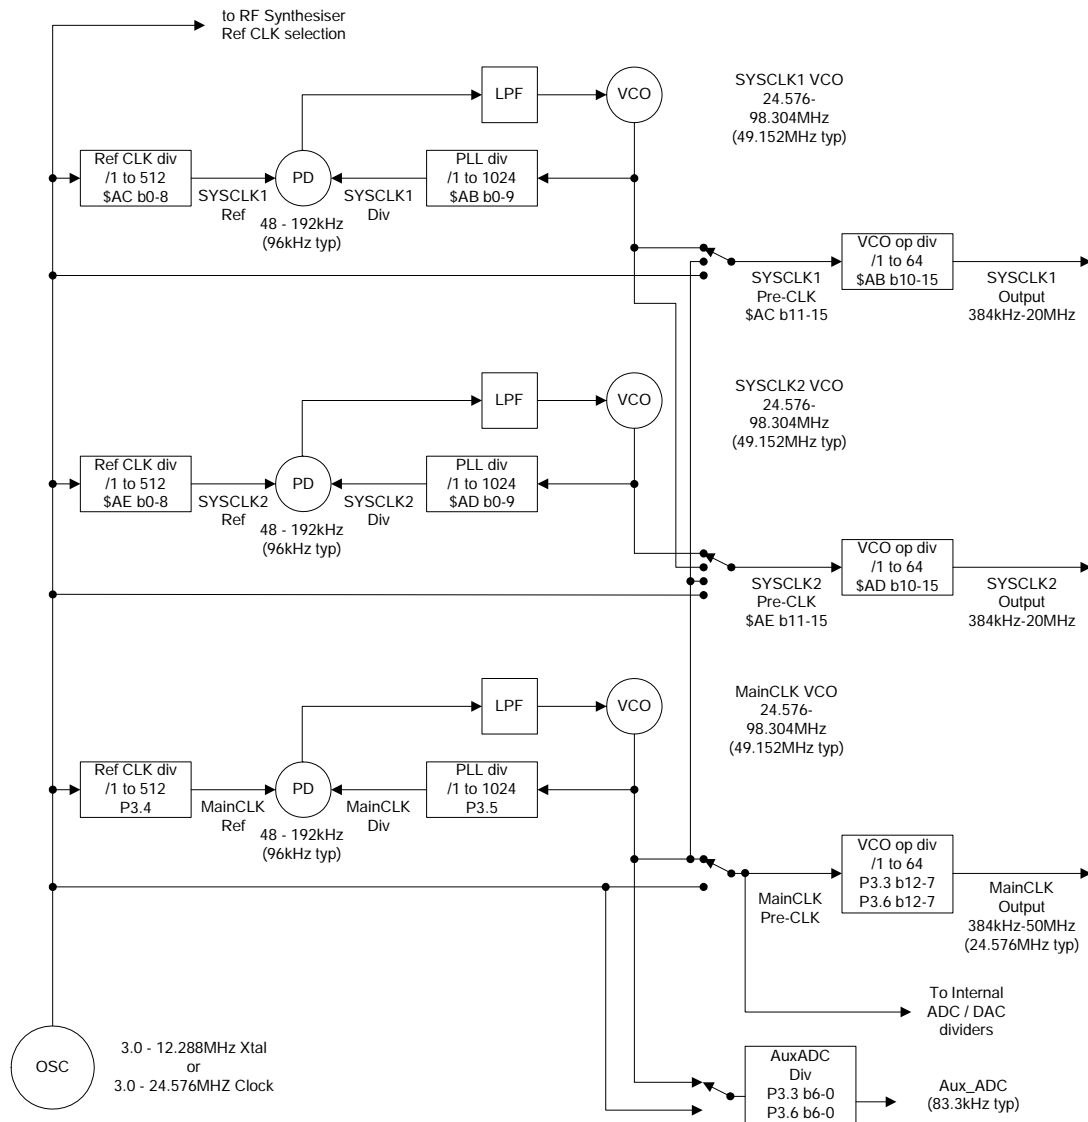 to RF Synthesiser
Ref CLK selection
LPF
VCO
SYSCLK1 VCO
24.576-
98.304MHz
(49.152MHz typ)
Ref CLK div
/1 to 512
$AC b0-8
SYSCLK1
Ref
PD
48 - 192kHz
(96kHz typ)
SYSCLK1
Div
PLL div
/1 to 1024
$AB b0-9
SYSCLK1
Pre-CLK
$AC b11-15
VCO op div
/1 to 64
$AB b10-15
SYSCLK1
Output
384kHz-20MHz
LPF
VCO
SYSCLK2 VCO
24.576-
98.304MHz
(49.152MHz typ)
Ref CLK div
/1 to 512
$AE b0-8
SYSCLK2
Ref
PD
48 - 192kHz
(96kHz typ)
SYSCLK2
Div
PLL div
/1 to 1024
$AD b0-9
SYSCLK2
Pre-CLK
$AE b11-15
VCO op div
/1 to 64
$AD b10-15
SYSCLK2
Output
384kHz-20MHz
LPF
VCO
MainCLK VCO
24.576-
98.304MHz
(49.152MHz typ)
Ref CLK div
/1 to 512
P3.4
MainCLK
Ref
PD
48 - 192kHz
(96kHz typ)
MainCLK
Div
PLL div
/1 to 1024
P3.5
MainCLK
Pre-CLK
VCO op div
/1 to 64
P3.3 b12-7
P3.6 b12-7
MainCLK
Output
384kHz-50MHz
(24.576MHz typ)
To Internal
ADC / DAC
dividers
OSC
3.0 - 12.288MHz Xtal
or
3.0 - 24.576MHZ Clock
AuxADC
Div
P3.3 b6-0
P3.6 b6-0
Aux_ADC
(83.3kHz typ)